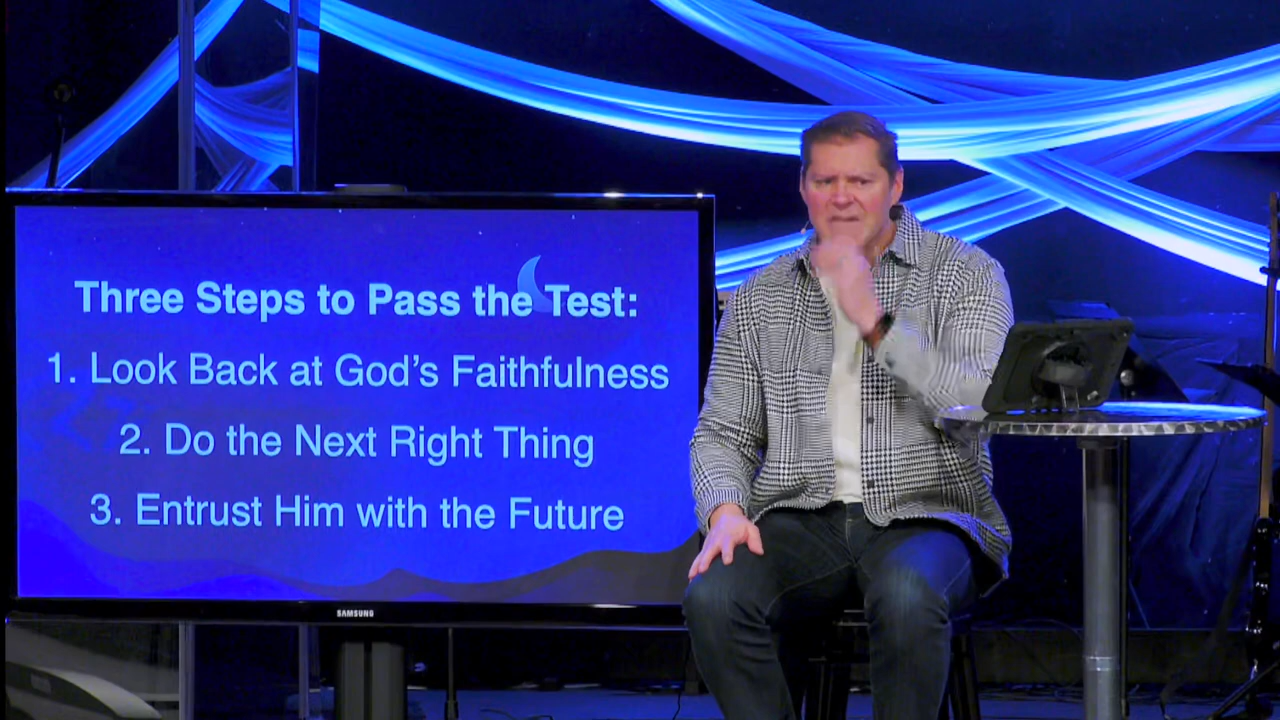 Three Steps to Pass the Test:
1. Look Back at God's Faithfulness
2. Do the Next Right Thing
3. Entrust Him with the Future
SAMSUNG